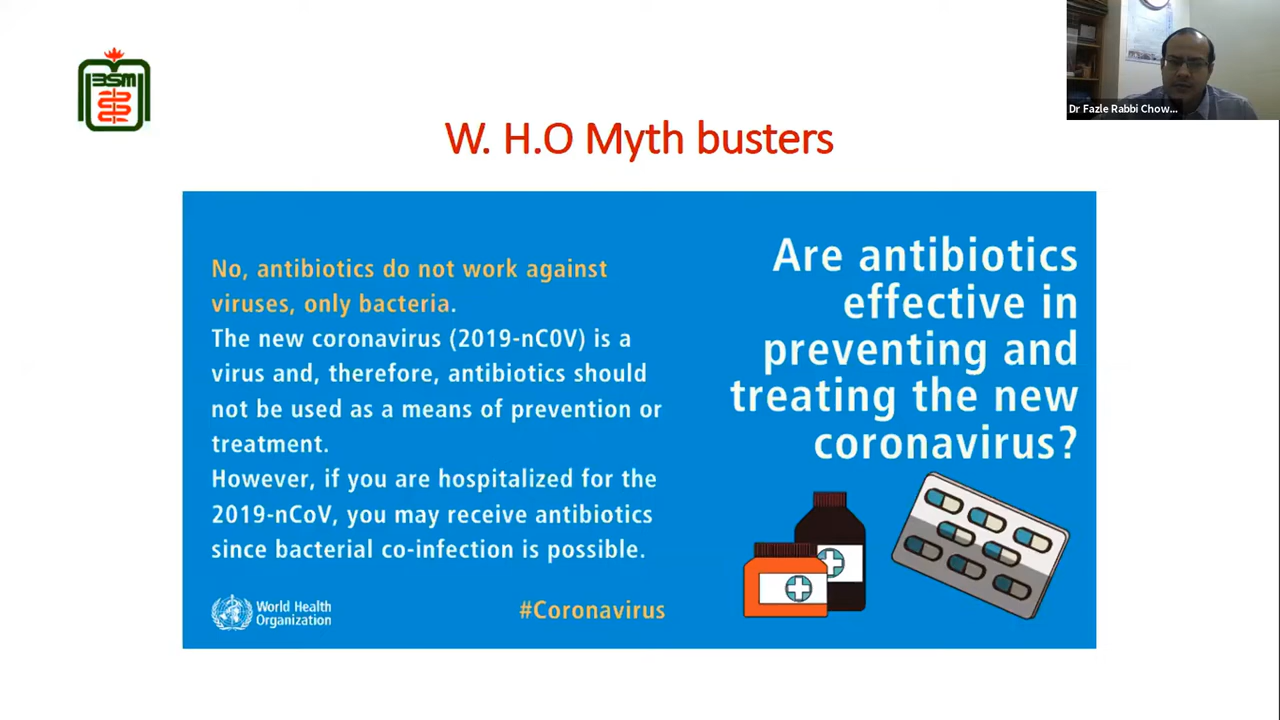 BSM
Dr Fazle Rabbi Chow...
W. H.O Myth busters
Are antibiotics
effective in
preventing and
treating the new
coronavirus?
No, antibiotics do not work against
viruses, only bacteria.
The new coronavirus (2019-nC0V) is a
virus and, therefore, antibiotics should
not be used as a means of prevention or
treatment.
However, if you are hospitalized for the
2019-nCoV, you may receive antibiotics
since bacterial co-infection is possible.
World Health
Organization
#Coronavirus